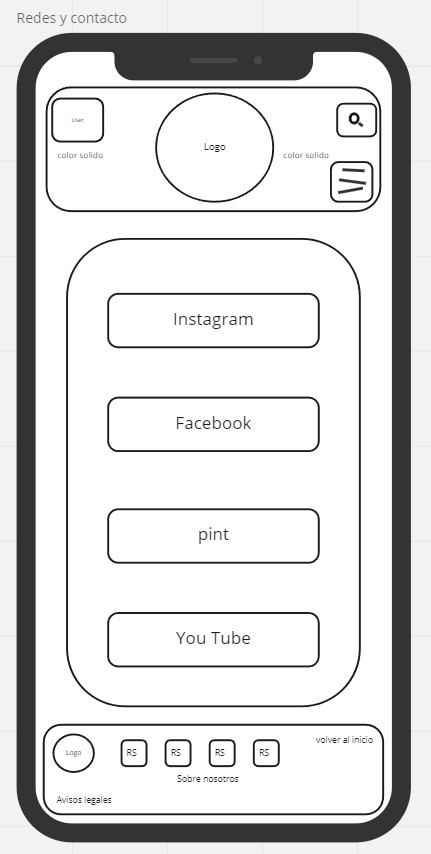 Redes y contacto
User
Logo
color solido
color solido
Instagram
Facebook
pint
You Tube
volver al inicio
Logo
RS
RS
RS
RS
Sobre nosotros
Avisos legales